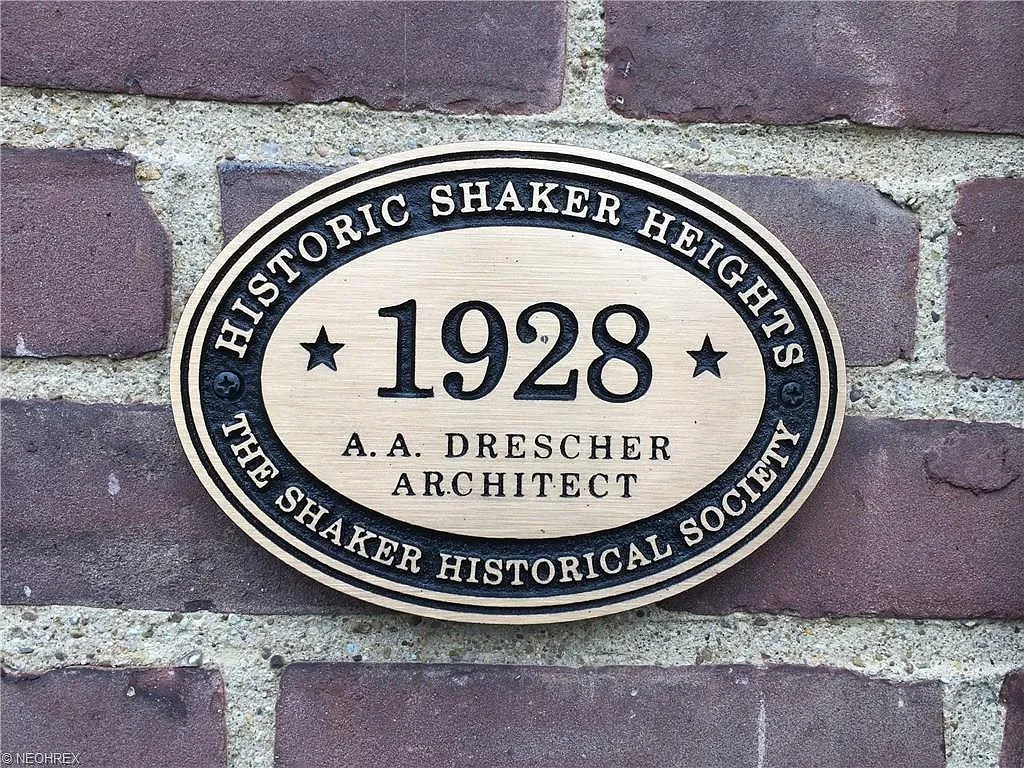 HISTORIC SHAKER HEIGHTS
1928
A. A. DRESCHER
ARCHITECT
THE SHAKER HISTORICAL SOCIETY
© NEOHREX